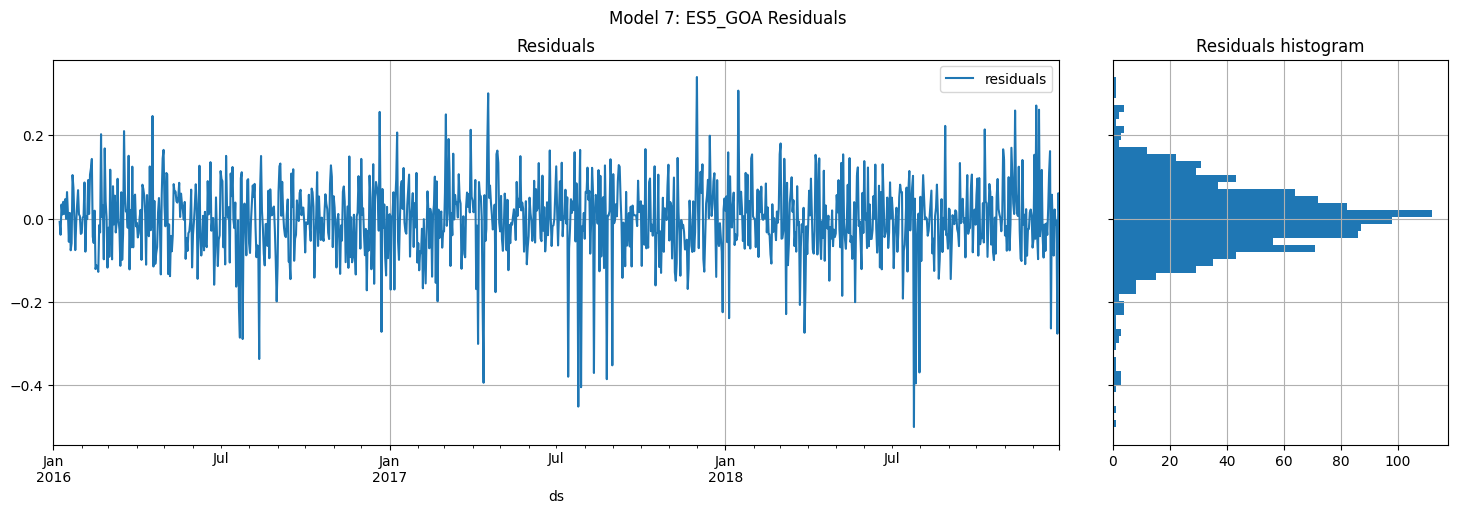 Model 7: ES5_GOA Residuals
Residuals
Residuals histogram
residuals
0.2
0.0
−0.2
−0.4
Jan
2016
Jul
Jan
2017
Jul
Jan
2018
Jul
ds
0
20
40
60
80
100